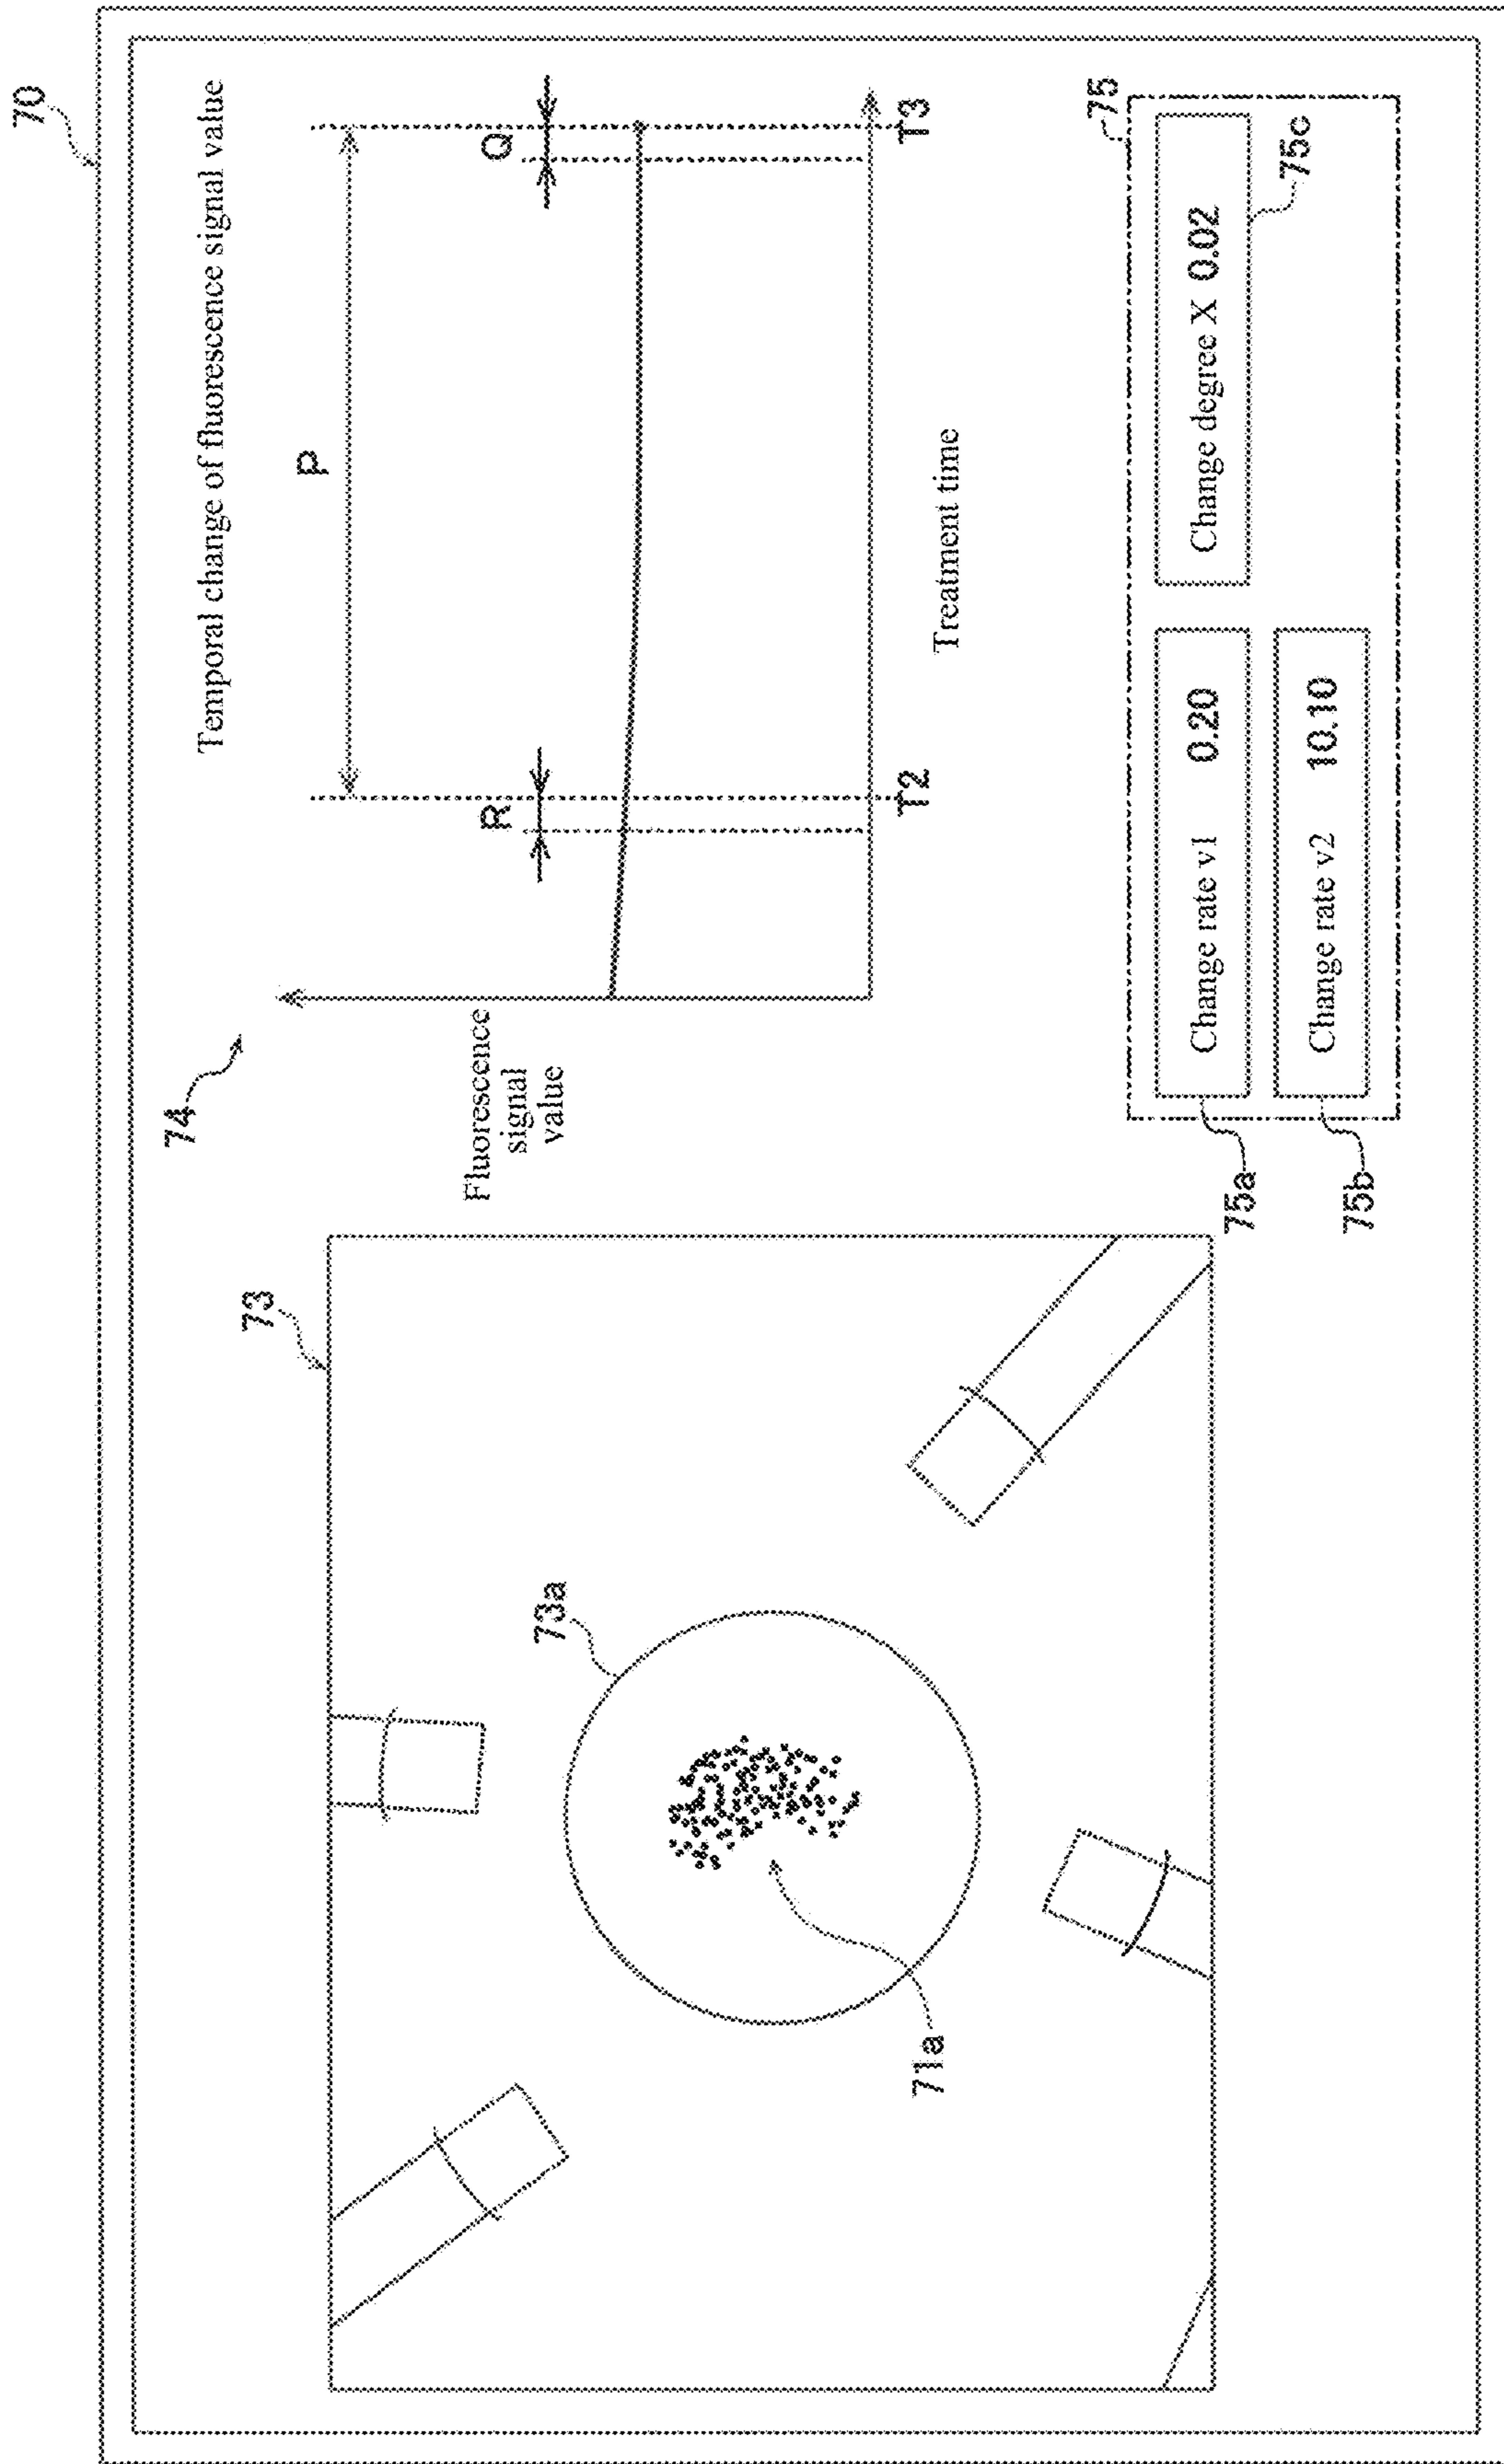 70
Temporal change of fluorescence signal value
74
P
Q
R
Fluorescence
signal
value
T2
T3
Treatment time
73
73a
71a
75
Change rate v1 0.20
Change degree X 0.02
Change rate v2 10.10
75a
75b
75c